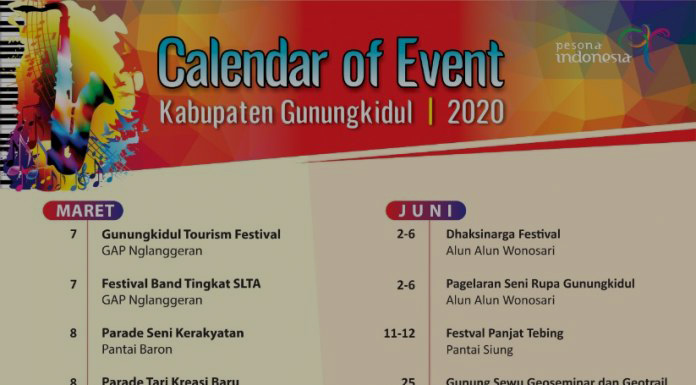 Calendar of Event
Kabupaten Gunungkidul | 2020
pesona
indonesia
MARET
7 Gunungkidul Tourism Festival
GAP Nglanggeran
7 Festival Band Tingkat SLTA
GAP Nglanggeran
8 Parade Seni Kerakyatan
Pantai Baron
8 Parade Tari Kreasi Baru
JUNI
2-6 Dhaksinarga Festival
Alun Alun Wonosari
2-6 Pagelaran Seni Rupa Gunungkidul
Alun Alun Wonosari
11-12 Festval Panjat Tebing
Pantai Siung
25 Gunung Sewu Geoseminar dan Geotrail